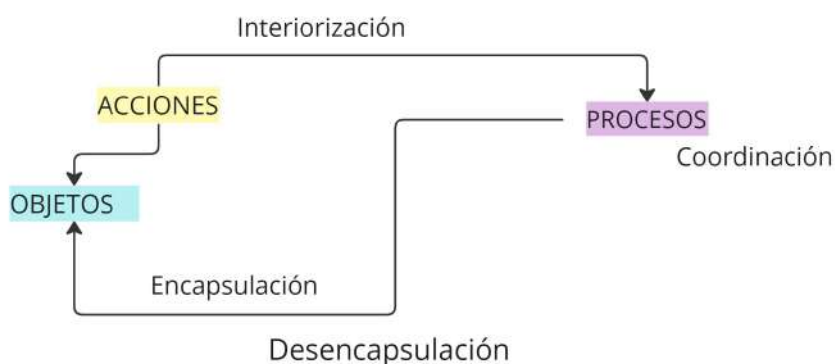 Interiorización
ACCIONES
PROCESOS
Coordinación
OBJETOS
Encapsulación
Desencapsulación